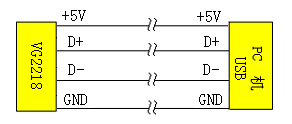 VG2218
+5V +5V
D+ D+
D- D-
GND GND
PC 机
USB